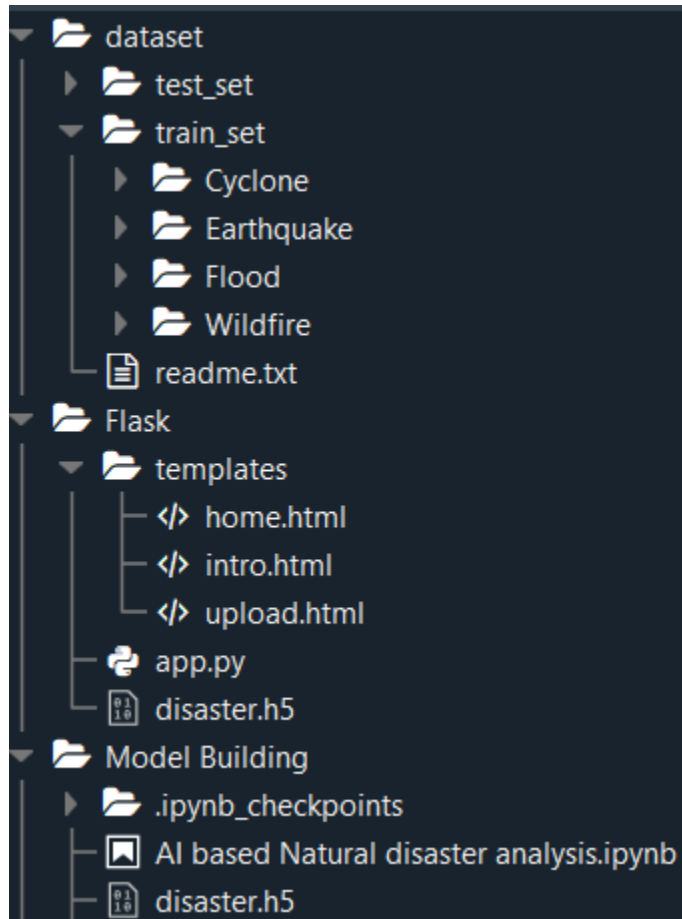 dataset
test_set
train_set
Cyclone
Earthquake
Flood
Wildfire
readme.txt
Flask
templates
</> home.html
</> intro.html
</> upload.html
app.py
disaster.h5
Model Building
.ipynb_checkpoints
AI based Natural disaster analysis.ipynb
disaster.h5